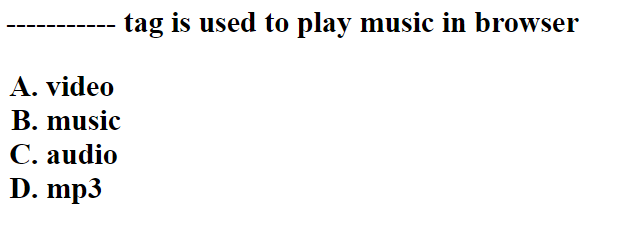 ----------- tag is used to play music in browser
A. video
B. music
C. audio
D. mp3